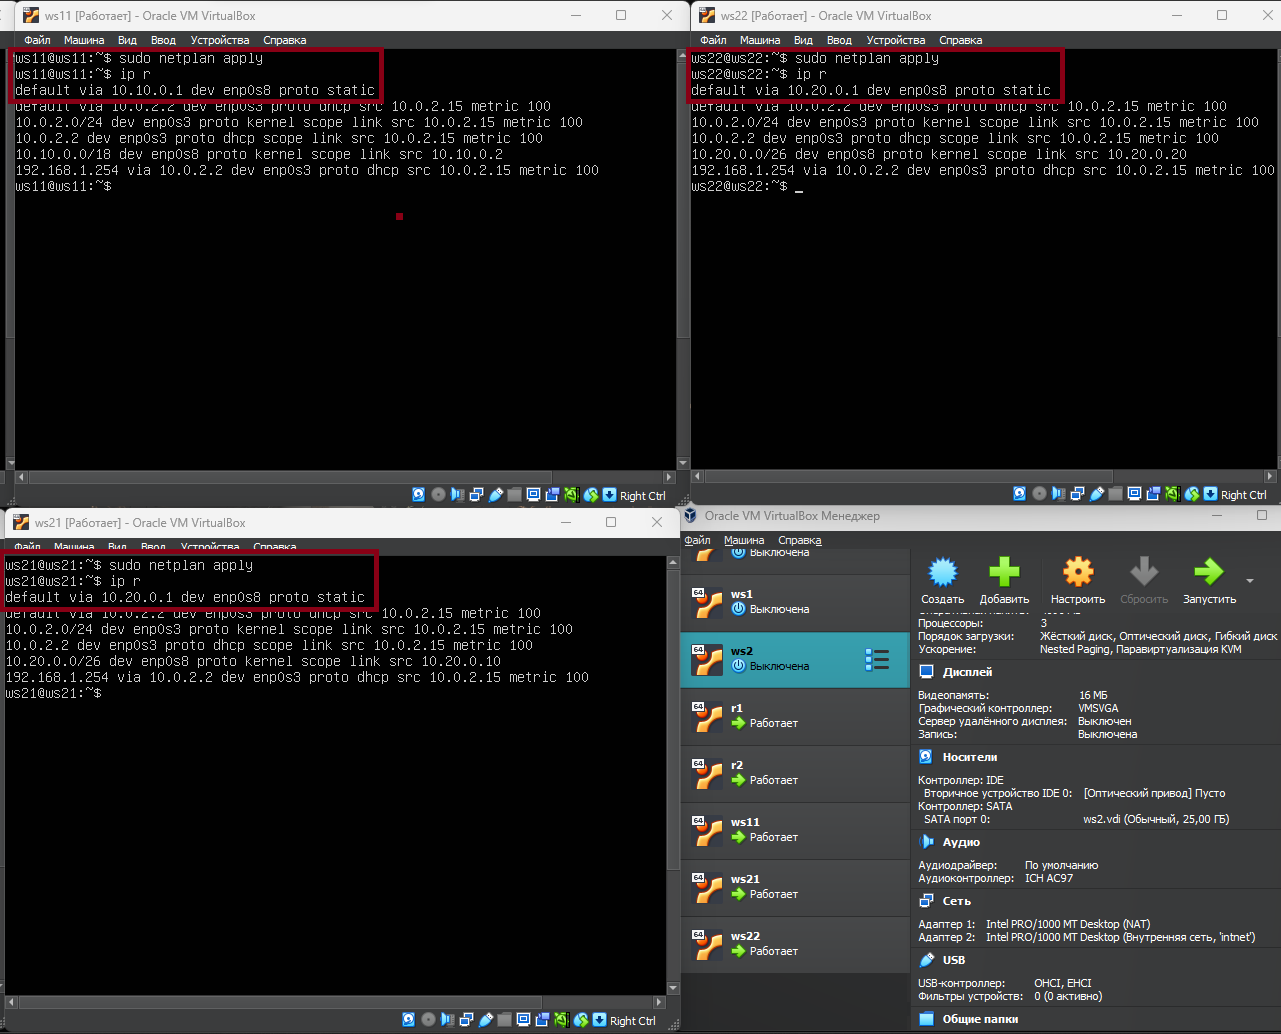 ws11 [Работает] - Oracle VM VirtualBox
Файл Машина Вид Ввод Устройства Справка
ws11@ws11:~$ sudo netplan apply
ws11@ws11:~$ ip r
default via 10.10.0.1 dev enp0s8 proto static
default via 10.0.2.2 dev enp0s3 proto dhcp src 10.0.2.15 metric 100
10.0.2.0/24 dev enp0s3 proto kernel scope link src 10.0.2.15 metric 100
10.0.2.2 dev enp0s3 proto dhcp scope link src 10.0.2.15 metric 100
10.10.0.0/18 dev enp0s8 proto kernel scope link src 10.10.0.2
192.168.1.254 via 10.0.2.2 dev enp0s3 proto dhcp src 10.0.2.15 metric 100
ws11@ws11:~$
Right Ctrl
ws22 [Работает] - Oracle VM VirtualBox
Файл Машина Вид Ввод Устройства Справка
ws22@ws22:~$ sudo netplan apply
ws22@ws22:~$ ip r
default via 10.20.0.1 dev enp0s8 proto static
default via 10.0.2.2 dev enp0s3 proto dhcp src 10.0.2.15 metric 100
10.0.2.0/24 dev enp0s3 proto kernel scope link src 10.0.2.15 metric 100
10.0.2.2 dev enp0s3 proto dhcp scope link src 10.0.2.15 metric 100
10.20.0.0/26 dev enp0s8 proto kernel scope link src 10.20.0.20
192.168.1.254 via 10.0.2.2 dev enp0s3 proto dhcp src 10.0.2.15 metric 100
ws22@ws22:~$ _
Right Ctrl
ws21 [Работает] - Oracle VM VirtualBox
Файл Машина Вид Ввод Устройства Справка
ws21@ws21:~$ sudo netplan apply
ws21@ws21:~$ ip r
default via 10.20.0.1 dev enp0s8 proto static
default via 10.0.2.2 dev enp0s3 proto dhcp src 10.0.2.15 metric 100
10.0.2.0/24 dev enp0s3 proto kernel scope link src 10.0.2.15 metric 100
10.0.2.2 dev enp0s3 proto dhcp scope link src 10.0.2.15 metric 100
10.20.0.0/26 dev enp0s8 proto kernel scope link src 10.20.0.10
192.168.1.254 via 10.0.2.2 dev enp0s3 proto dhcp src 10.0.2.15 metric 100
ws21@ws21:~$
Right Ctrl
Oracle VM VirtualBox Менеджер
Файл Машина Справка
Выключена
64
ws1
Выключена
64
ws2
Выключена
64
r1
Работает
64
r2
Работает
64
ws11
Работает
64
ws21
Работает
64
ws22
Работает
Создать Добавить Настроить Сбросить Запустить
Процессоры: 3
Порядок загрузки: Жёсткий диск, Оптический диск, Гибкий диск
Ускорение: Nested Paging, Паравиртуализация KVM
Дисплей
Видеопамять: 16 МБ
Графический контроллер: VMSVGA
Сервер удалённого дисплея: Выключен
Запись: Выключена
Носители
Контроллер: IDE
Вторичное устройство IDE 0: [Оптический привод] Пусто
Контроллер: SATA
SATA порт 0: ws2.vdi (Обычный, 25,00 ГБ)
Аудио
Аудиодрайвер: По умолчанию
Аудиоконтроллер: ICH AC97
Сеть
Адаптер 1: Intel PRO/1000 MT Desktop (NAT)
Адаптер 2: Intel PRO/1000 MT Desktop (Внутренняя сеть, 'intnet')
USB
USB-контроллер: OHCI, EHCI
Фильтры устройств: 0 (0 активно)
Общие папки